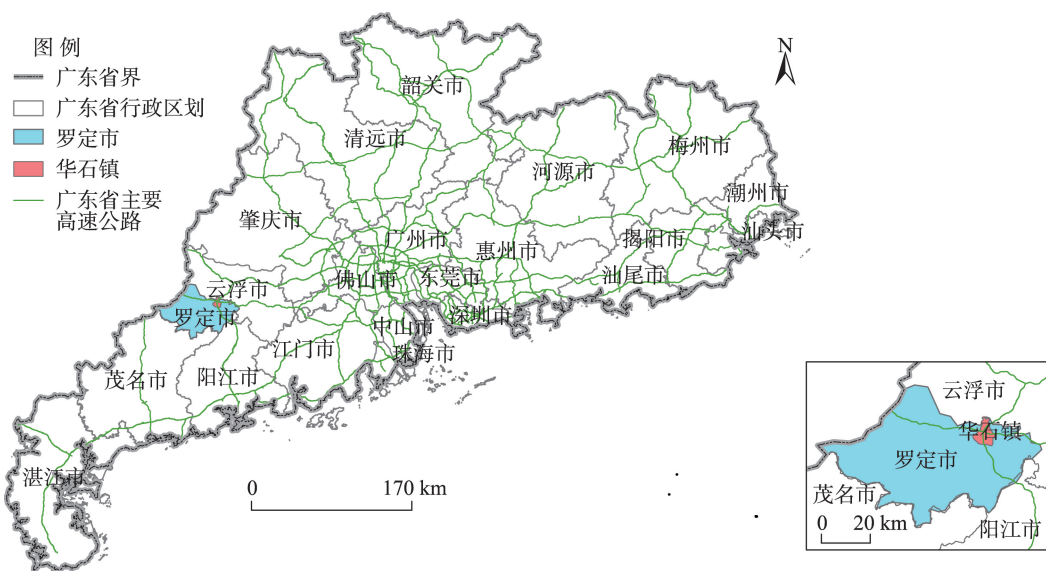 图例
广东省界
广东省行政区划
罗定市
华石镇
广东省主要
高速公路
N
韶关市
清远市
梅州市
河源市
潮州市
肇庆市
汕头市
广州市
惠州市
揭阳市
佛山市
东莞市
汕尾市
云浮市
罗定市
深圳市
中山市
江门市
珠海市
茂名市
阳江市
湛江市
0 170 km
云浮市
华石镇
罗定市
茂名市
0 20 km
阳江市